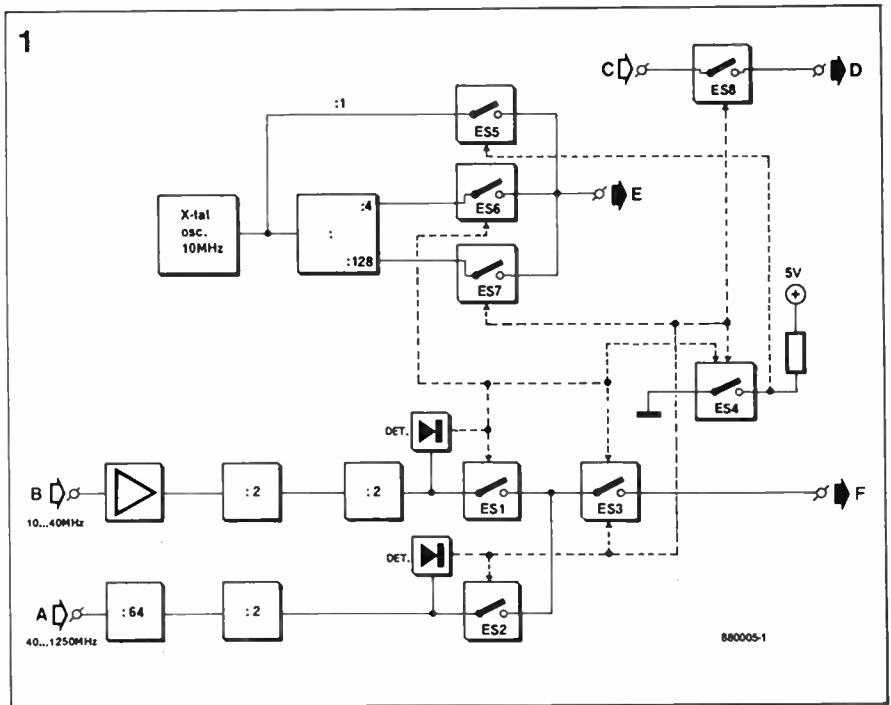 1
C
D
ES8
:1
ES5
:4
ES6
E
X-tal
osc.
10MHz
:
:128
ES7
5V
ES4
DET.
B
10...40MHz
:2
:2
ES1
ES3
F
DET.
A
40...1250MHz
:64
:2
ES2
880005-1